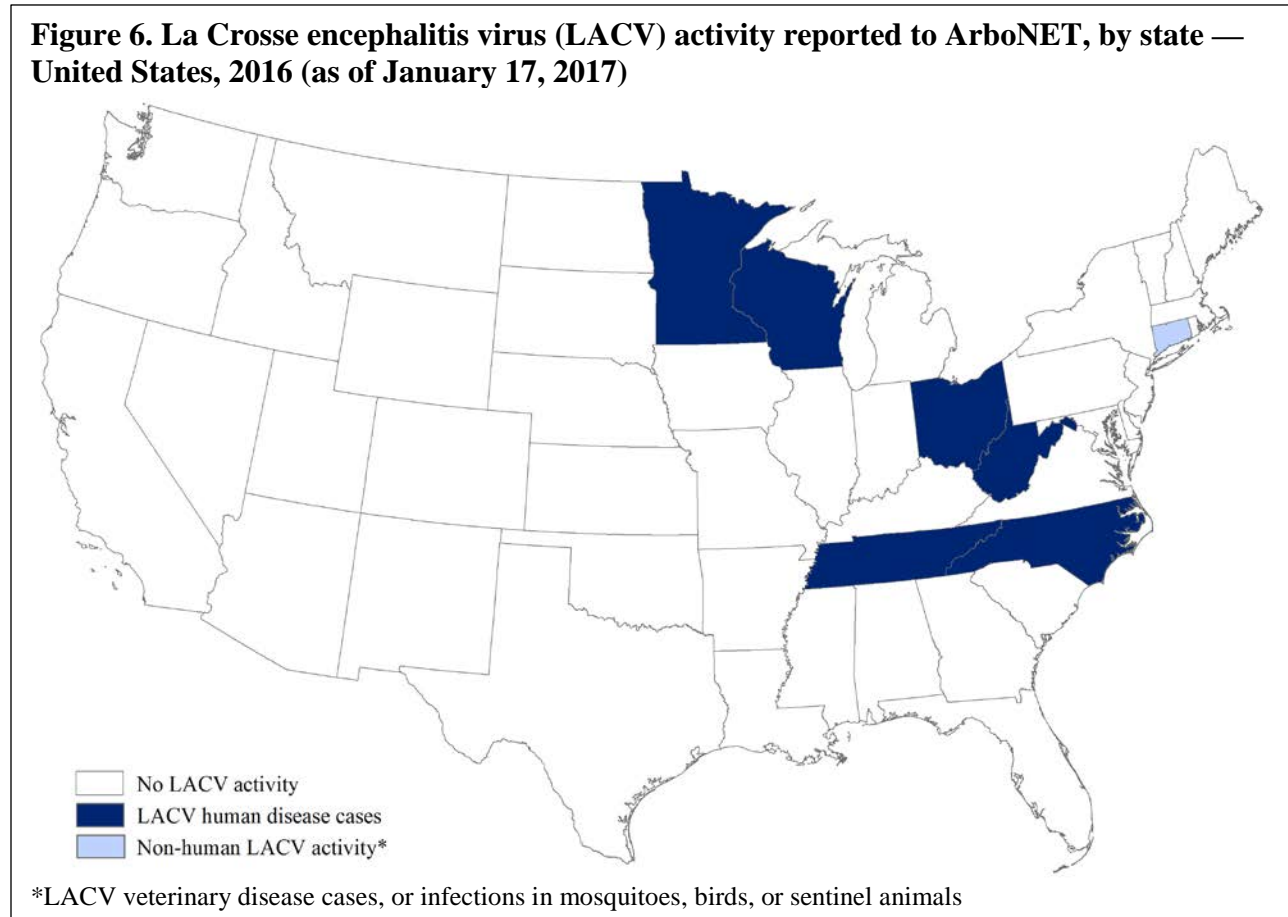 Figure 6. La Crosse encephalitis virus (LACV) activity reported to ArboNET, by state —
United States, 2016 (as of January 17, 2017)
No LACV activity
LACV human disease cases
Non-human LACV activity*
*LACV veterinary disease cases, or infections in mosquitoes, birds, or sentinel animals